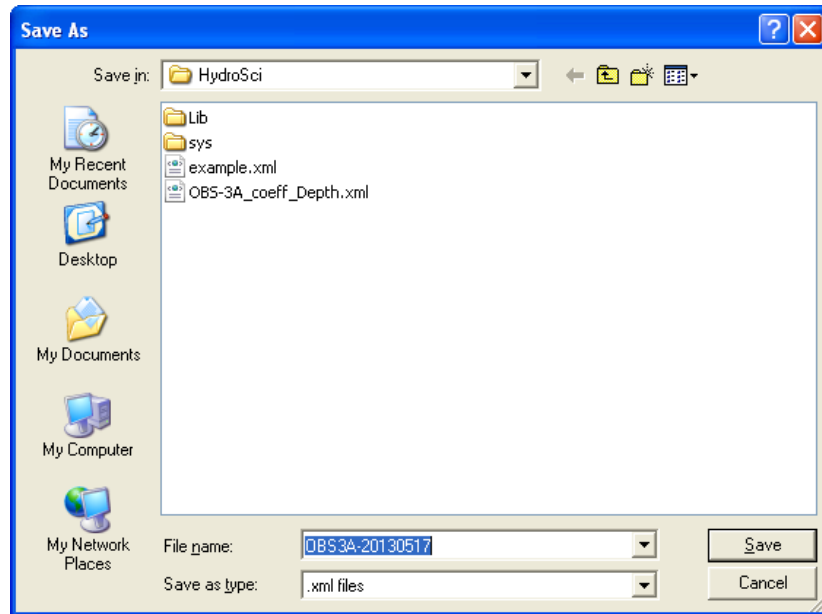 Save As
Save in: HydroSci
Lib
sys
example.xml
OBS-3A_coeff_Depth.xml
My Recent
Documents
Desktop
My Documents
My Computer
My Network
Places
File name: OBS3A-20130517 Save
Save as type: .xml files Cancel